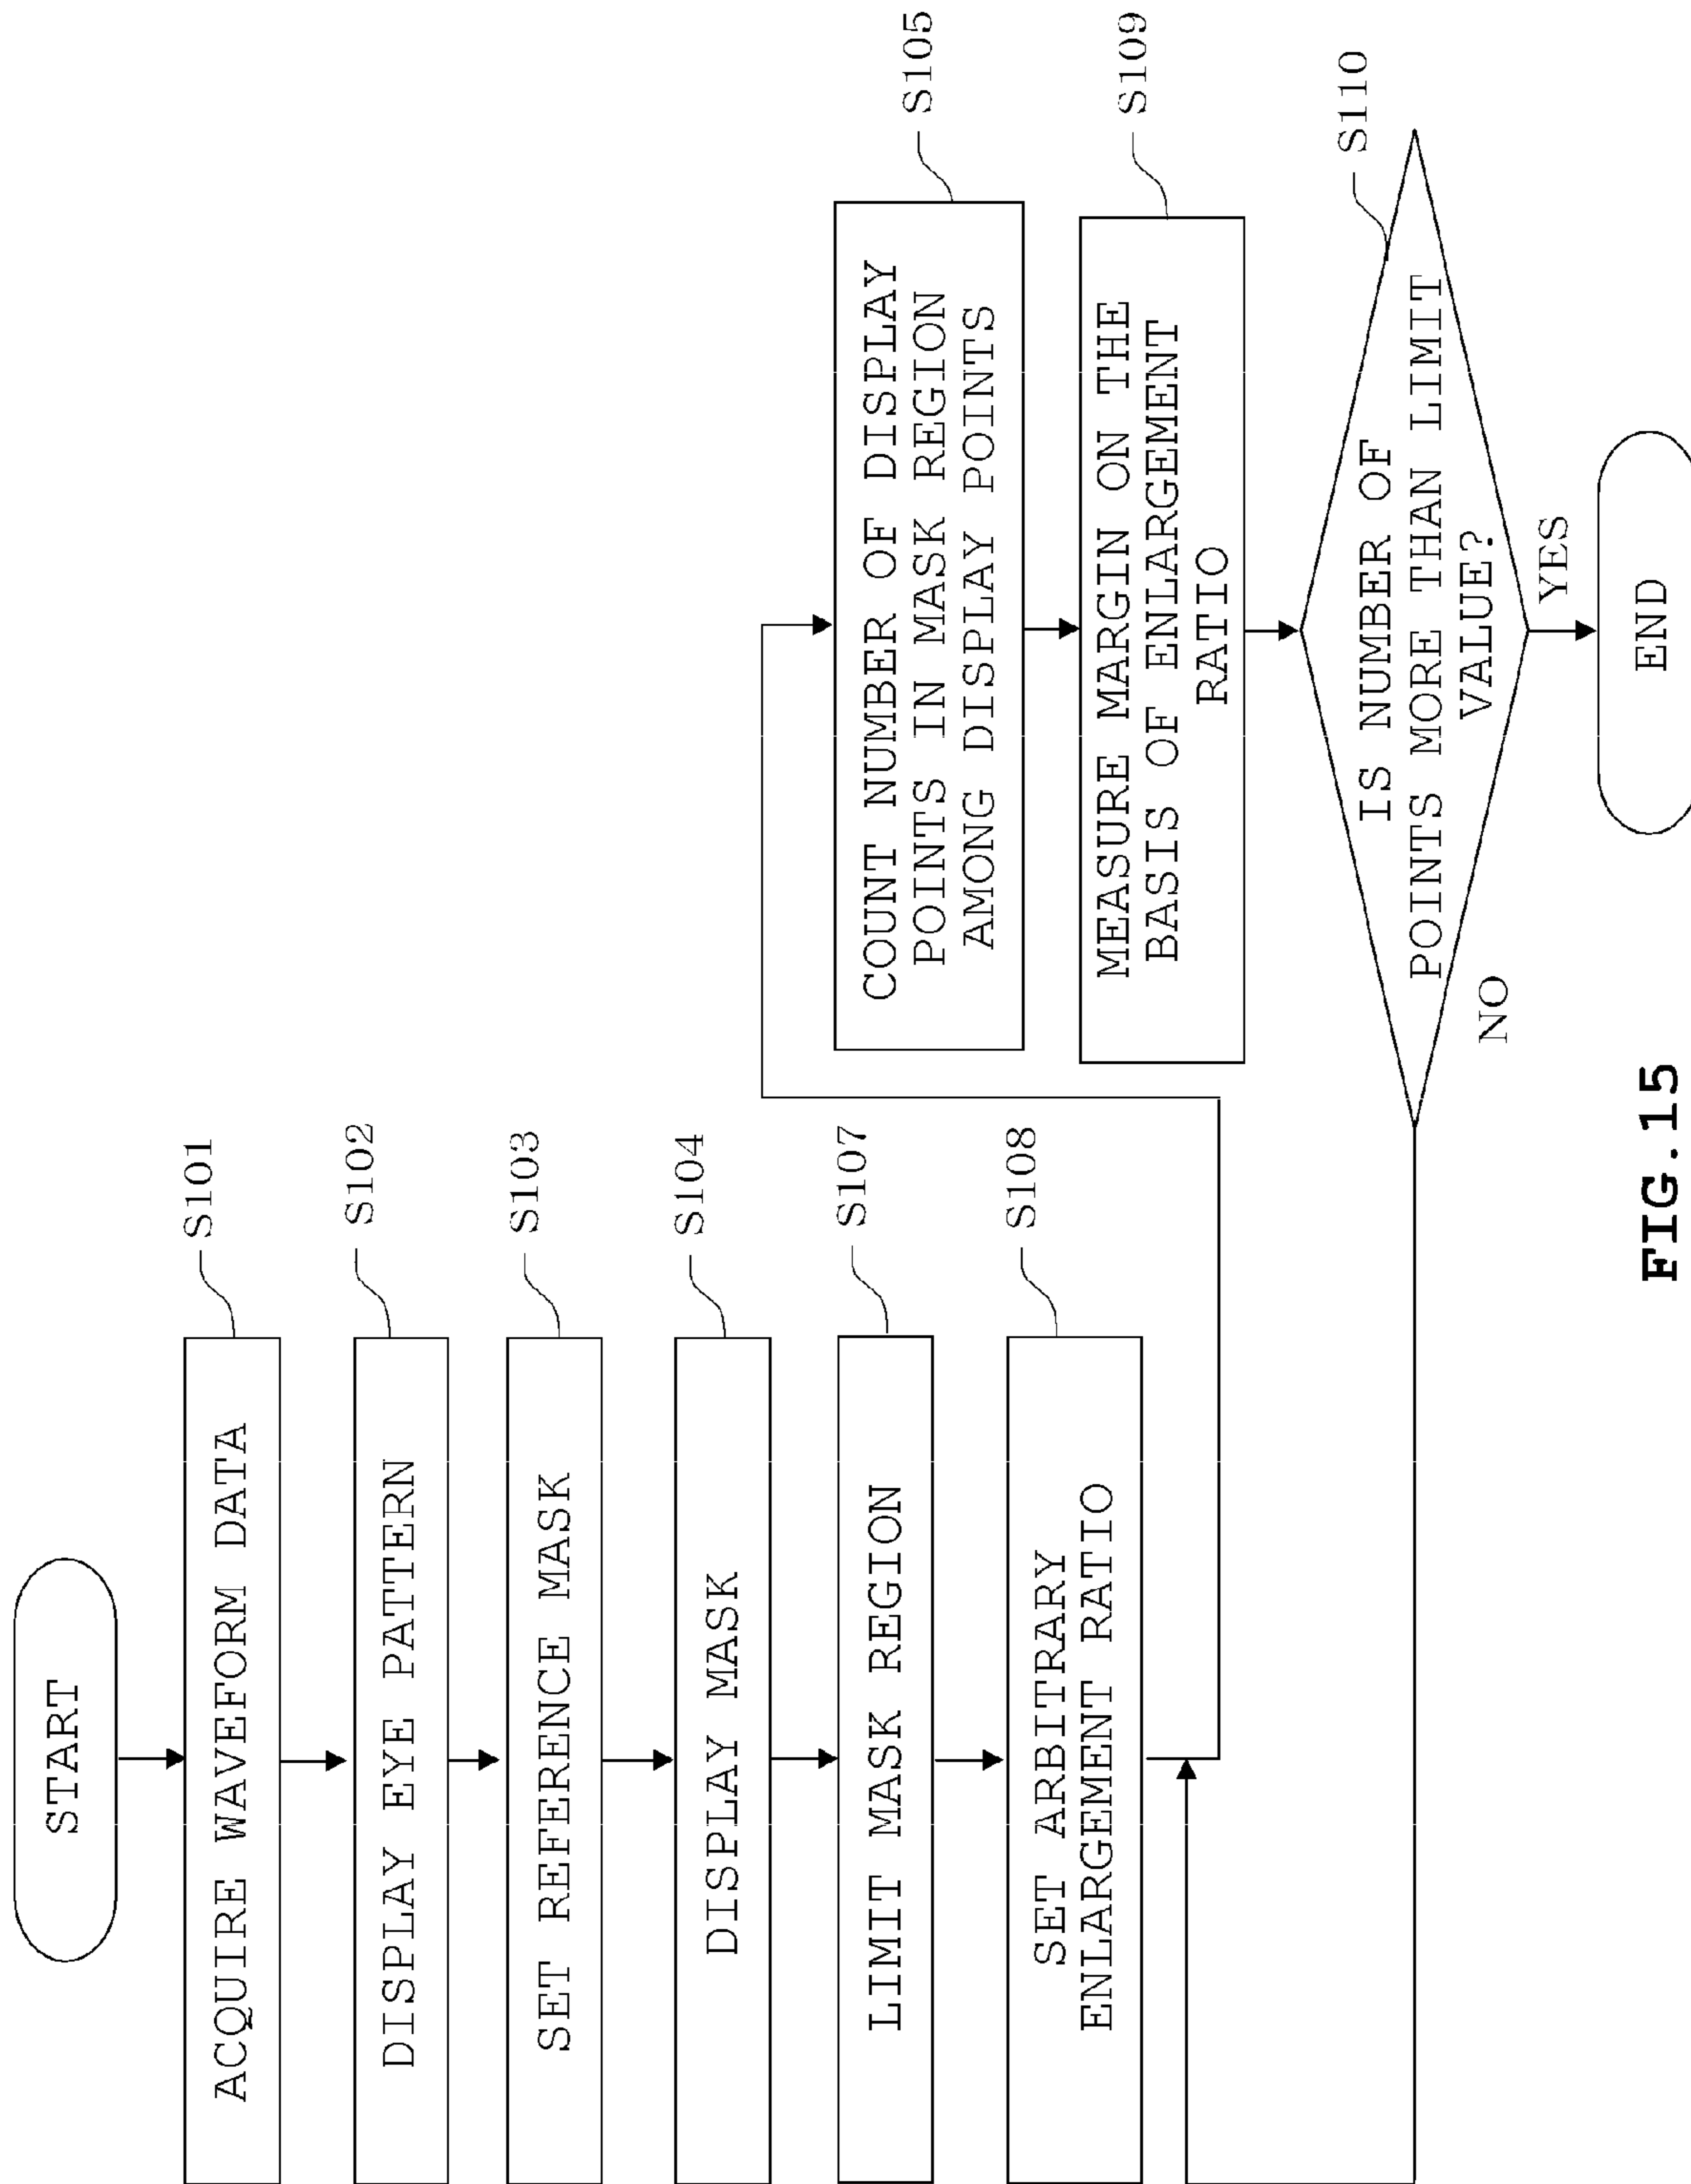 START
ACQUIRE WAVEFORM DATA
S101
DISPLAY EYE PATTERN
S102
SET REFERENCE MASK
S103
DISPLAY MASK
S104
LIMIT MASK REGION
S107
SET ARBITRARY
ENLARGEMENT RATIO
S108
COUNT NUMBER OF DISPLAY
POINTS IN MASK REGION
AMONG DISPLAY POINTS
S105
MEASURE MARGIN ON THE
BASIS OF ENLARGEMENT
RATIO
S109
IS NUMBER OF
POINTS MORE THAN LIMIT
VALUE?
S110
NO
YES
END
FIG.15